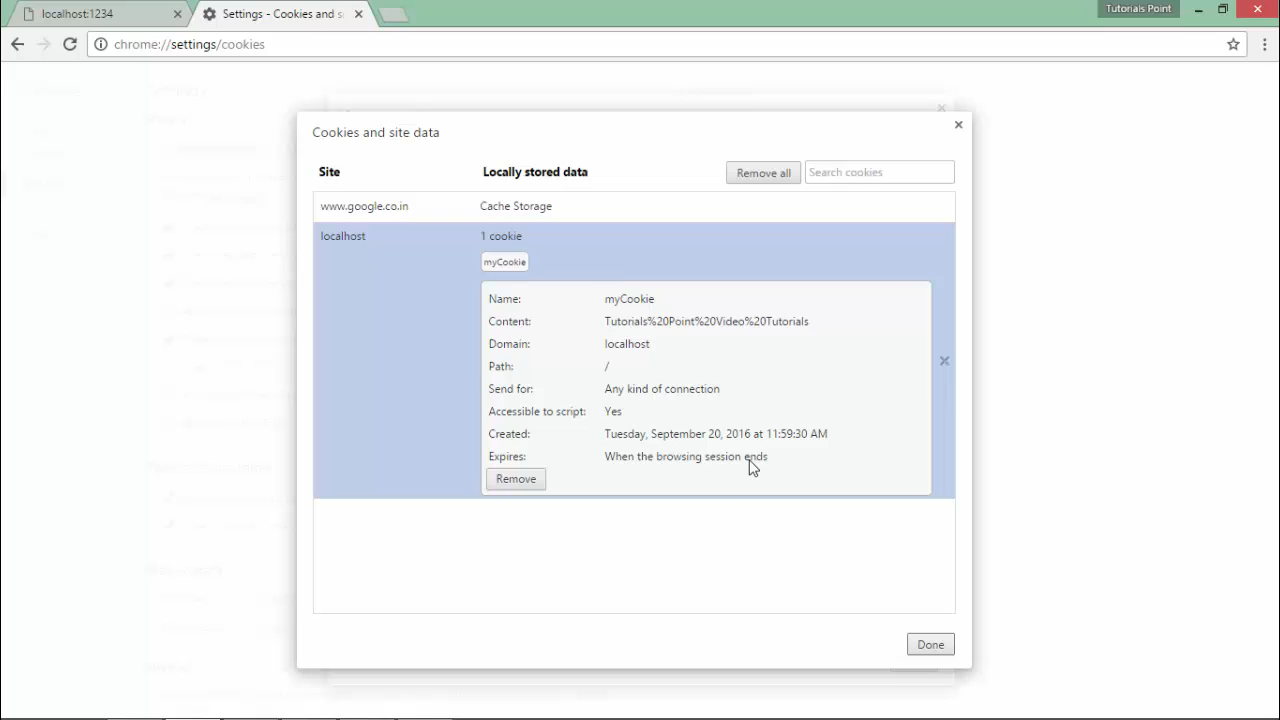 localhost:1234
Settings - Cookies and s
Tutorials Point
chrome://settings/cookies
Cookies and site data
Site Locally stored data Remove all Search cookies
www.google.co.in Cache Storage
localhost 1 cookie
myCookie
Name: myCookie
Content: Tutorials%20Point%20Video%20Tutorials
Domain: localhost
Path: /
Send for: Any kind of connection
Accessible to script: Yes
Created: Tuesday, September 20, 2016 at 11:59:30 AM
Expires: When the browsing session ends
Remove
Done